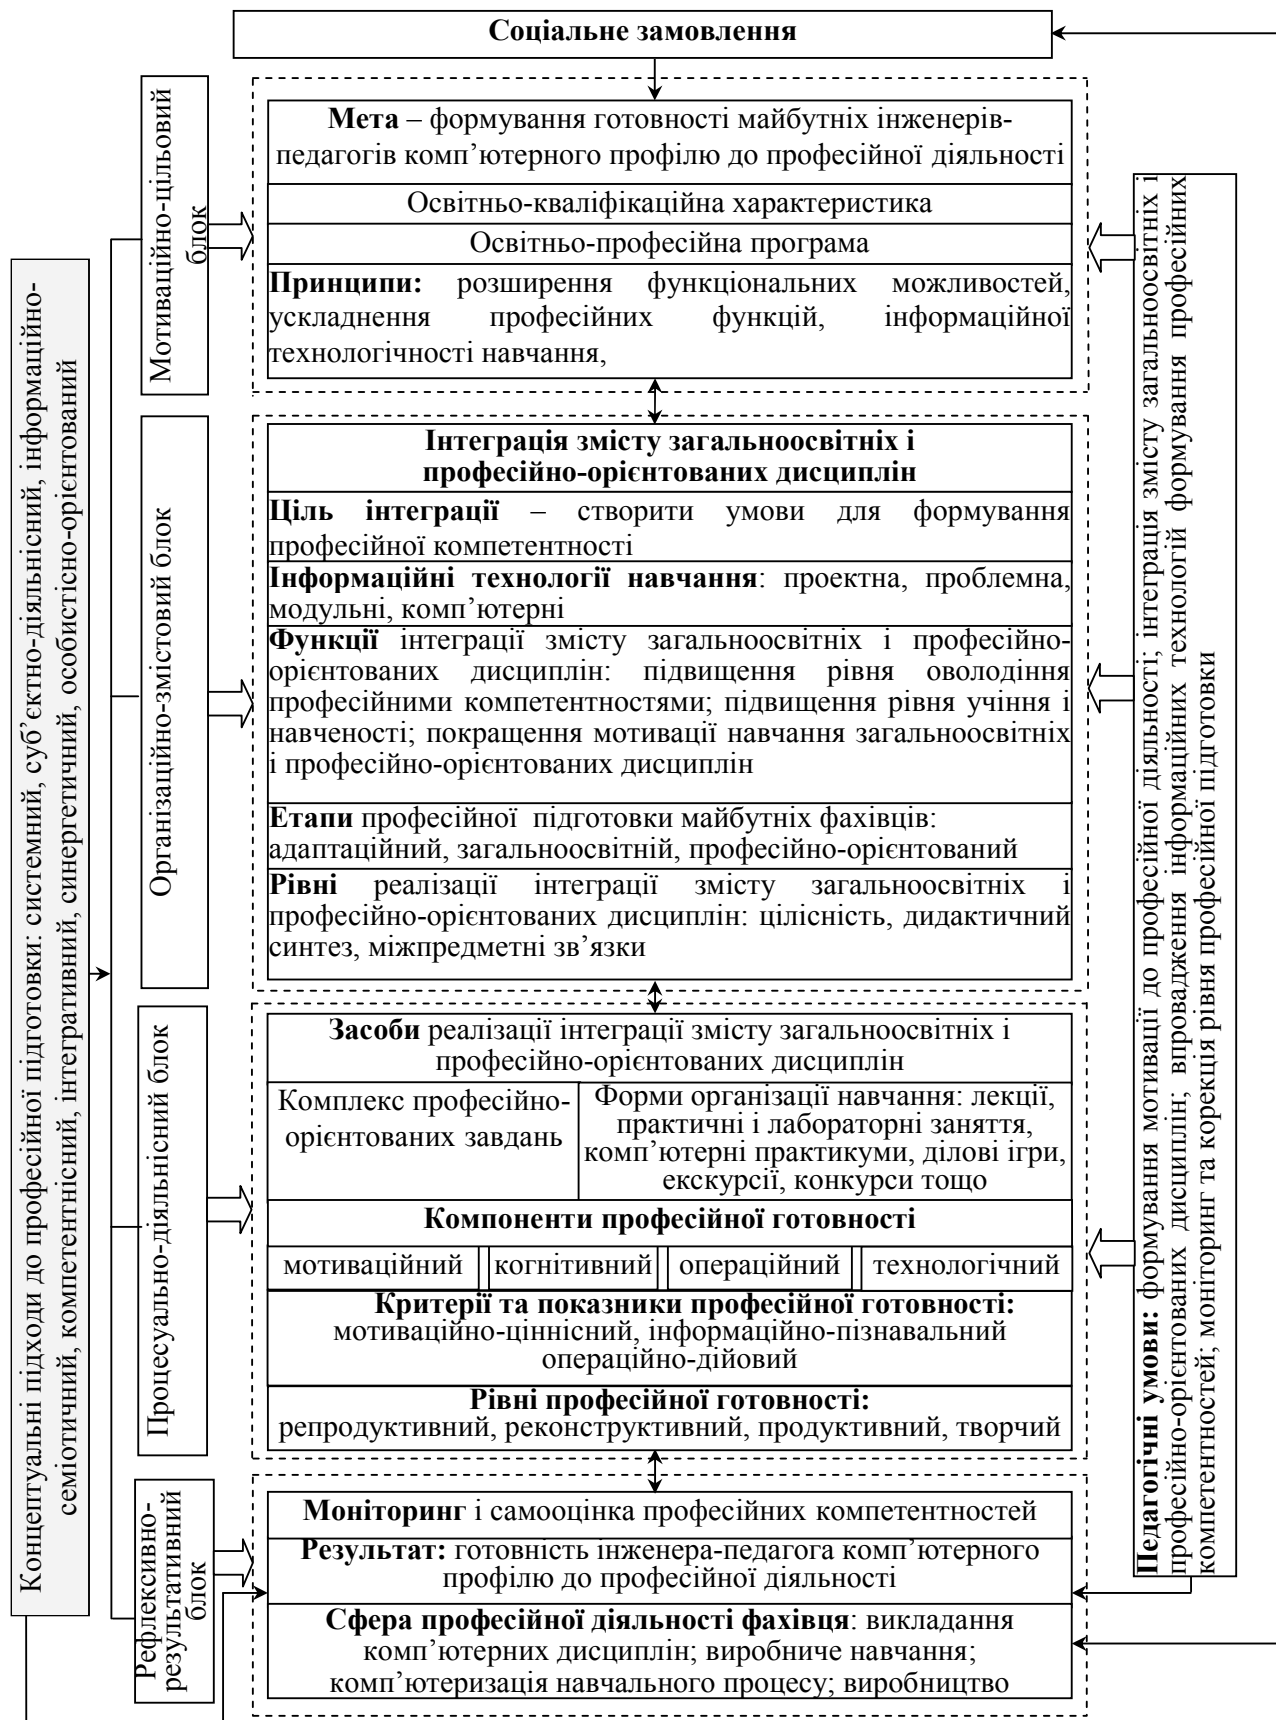 Соціальне замовлення
Концептуальні підходи до професійної підготовки: системний, суб’єктно-діяльнісний, інформаційно-
семіотичний, компетентнісний, інтегративний, синергетичний, особистісно-орієнтований
Мотиваційно-цільовий
блок
Мета – формування готовності майбутніх інженерів-
педагогів комп’ютерного профілю до професійної діяльності
Освітньо-кваліфікаційна характеристика
Освітньо-професійна програма
Принципи: розширення функціональних можливостей,
ускладнення професійних функцій, інформаційної
технологічності навчання,
Організаційно-змістовий блок
Інтеграція змісту загальноосвітніх і
професійно-орієнтованих дисциплін
Ціль інтеграції – створити умови для формування
професійної компетентності
Інформаційні технології навчання: проектна, проблемна,
модульні, комп’ютерні
Функції інтеграції змісту загальноосвітніх і професійно-
орієнтованих дисциплін: підвищення рівня оволодіння
професійними компетентностями; підвищення рівня учіння і
навченості; покращення мотивації навчання загальноосвітніх
і професійно-орієнтованих дисциплін
Етапи професійної підготовки майбутніх фахівців:
адаптаційний, загальноосвітній, професійно-орієнтований
Рівні реалізації інтеграції змісту загальноосвітніх і
професійно-орієнтованих дисциплін: цілісність, дидактичний
синтез, міжпредметні зв’язки
Процесуально-діяльнісний блок
Засоби реалізації інтеграції змісту загальноосвітніх і
професійно-орієнтованих дисциплін
Комплекс професійно-
орієнтованих завдань
Форми організації навчання: лекції,
практичні і лабораторні заняття,
комп’ютерні практикуми, ділові ігри,
екскурсії, конкурси тощо
Компоненти професійної готовності
мотиваційний
когнітивний
операційний
технологічний
Критерії та показники професійної готовності:
мотиваційно-ціннісний, інформаційно-пізнавальний
операційно-дійовий
Рівні професійної готовності:
репродуктивний, реконструктивний, продуктивний, творчий
Рефлексивно-
результативний
блок
Моніторинг і самооцінка професійних компетентностей
Результат: готовність інженера-педагога комп’ютерного
профілю до професійної діяльності
Сфера професійної діяльності фахівця: викладання
комп’ютерних дисциплін; виробниче навчання;
комп’ютеризація навчального процесу; виробництво
Педагогічні умови: формування мотивації до професійної діяльності; інтеграція змісту загальноосвітніх і
професійно-орієнтованих дисциплін; впровадження інформаційних технологій формування професійних
компетентностей; моніторинг та корекція рівня професійної підготовки